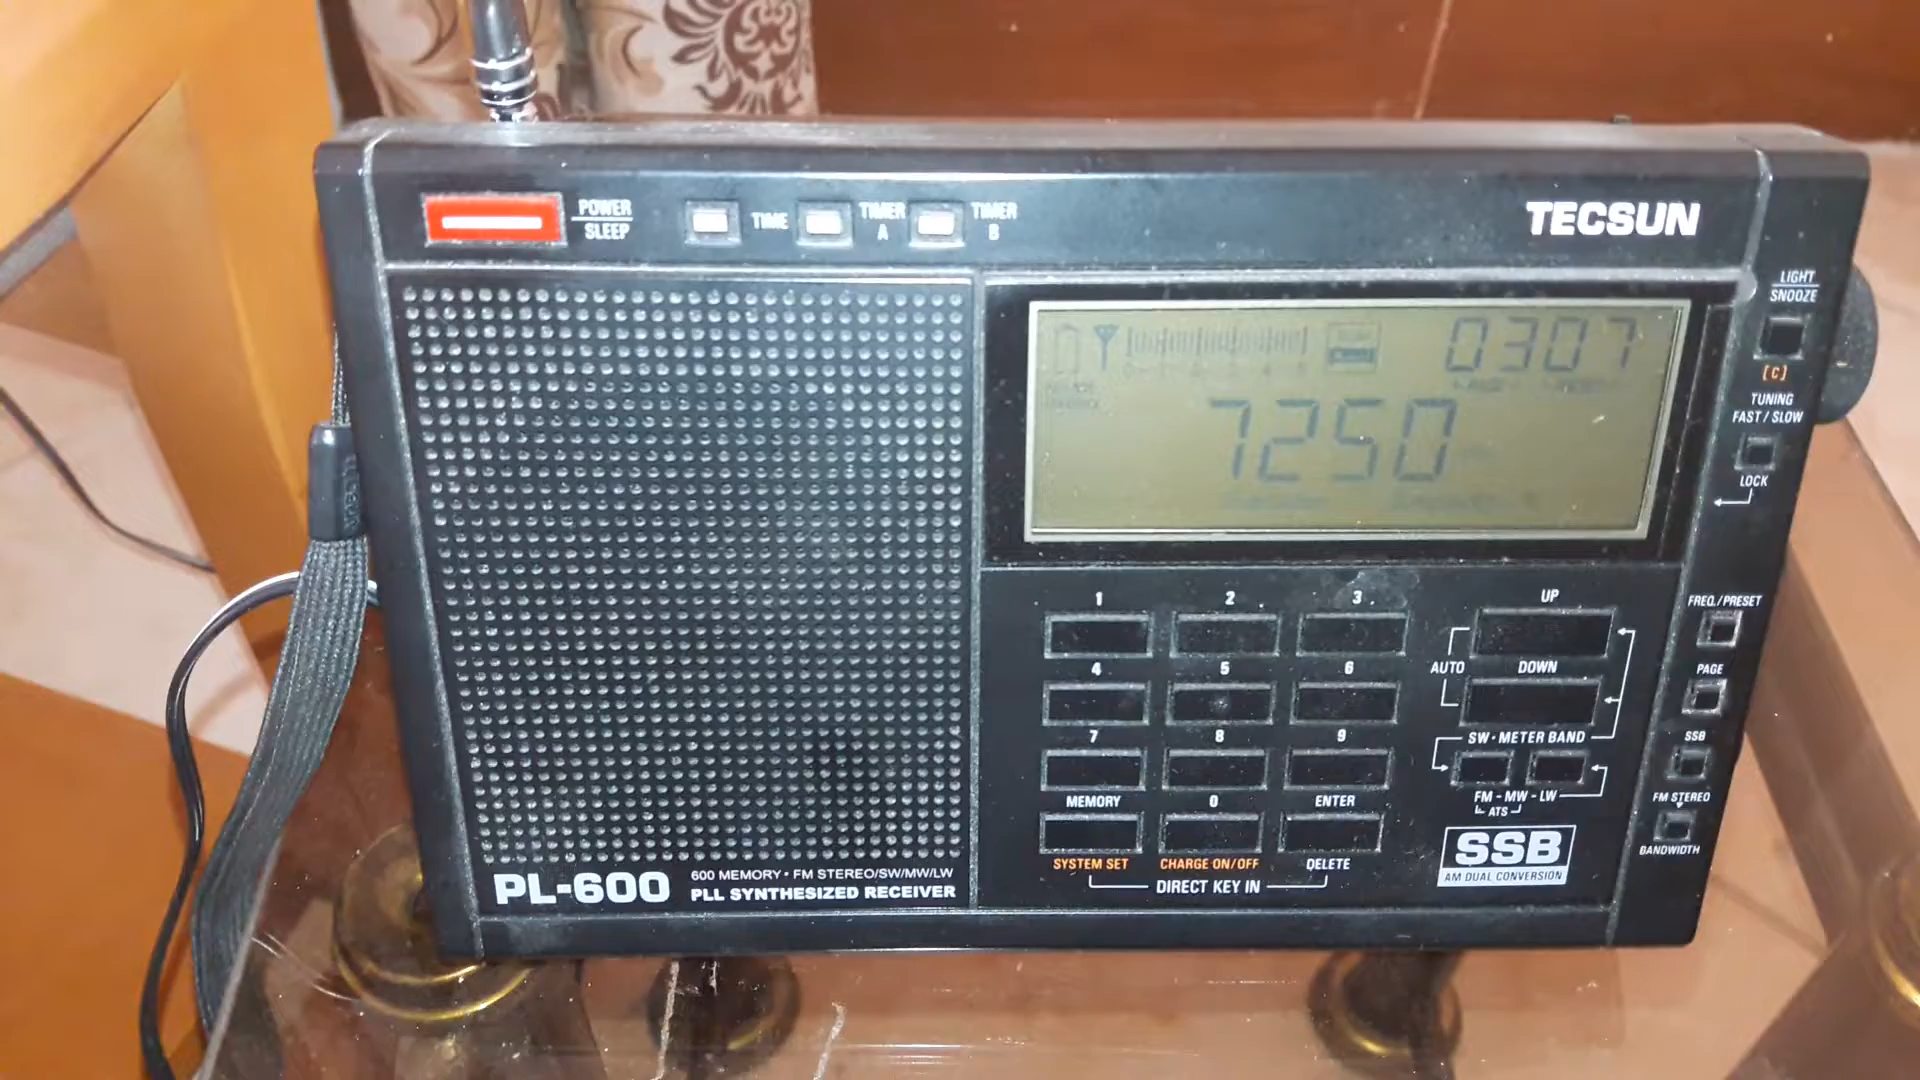 POWER
SLEEP
TIME
TIMER
A
TIMER
B
TECSUN
LIGHT
SNOOZE
[C]
TUNING
FAST / SLOW
LOCK
0307
7250
1 2 3
UP
FREQ./PRESET
4 5 6
AUTO
DOWN
PAGE
7 8 9
SW · METER BAND
SSB
MEMORY 0 ENTER
FM - MW - LW
ATS
FM STEREO
BANDWIDTH
SYSTEM SET CHARGE ON/OFF DELETE
DIRECT KEY IN
SSB
AM DUAL CONVERSION
PL-600
600 MEMORY · FM STEREO/SW/MW/LW
PLL SYNTHESIZED RECEIVER